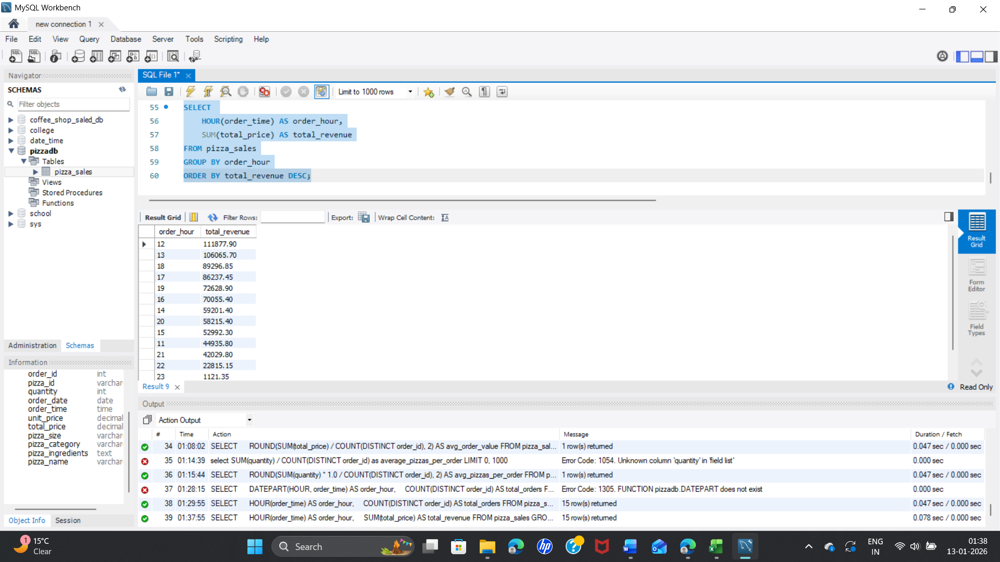 MySQL Workbench
new connection 1
File Edit View Query Database Server Tools Scripting Help
Navigator
SCHEMAS
Filter objects
coffee_shop_saled_db
college
date_time
pizzadb
Tables
pizza_sales
Views
Stored Procedures
Functions
school
sys
Administration Schemas
Information
order_id int
pizza_id varchar
quantity int
order_date date
order_time time
unit_price decimal
total_price decimal
pizza_size varchar
pizza_category varchar
pizza_ingredients text
pizza_name varchar
Object Info Session
SQL File 1*
Limit to 1000 rows
55 SELECT
56 HOUR(order_time) AS order_hour,
57 SUM(total_price) AS total_revenue
58 FROM pizza_sales
59 GROUP BY order_hour
60 ORDER BY total_revenue DESC;
Result Grid Filter Rows: Export: Wrap Cell Content:
order_hour total_revenue
12 111877.90
13 106065.70
18 89296.85
17 86237.45
19 72628.90
16 70055.40
14 59201.40
20 58215.40
15 52992.30
11 44935.80
21 42029.80
22 22815.15
23 1121.35
Result Grid
Form Editor
Field Types
Result 9
Read Only
Output
Action Output
# Time Action Message Duration / Fetch
34 01:08:02 SELECT ROUND(SUM(total_price) / COUNT(DISTINCT order_id), 2) AS avg_order_value FROM pizza_sal... 1 row(s) returned 0.047 sec / 0.000 sec
35 01:14:39 select SUM(quantity) / COUNT(DISTINCT order_id) as average_pizzas_per_order LIMIT 0, 1000 Error Code: 1054. Unknown column 'quantity' in 'field list' 0.000 sec
36 01:15:44 SELECT ROUND(SUM(quantity) * 1.0 / COUNT(DISTINCT order_id), 2) AS avg_pizzas_per_order FROM p... 1 row(s) returned 0.047 sec / 0.000 sec
37 01:28:15 SELECT DATEPART(HOUR, order_time) AS order_hour, COUNT(DISTINCT order_id) AS total_orders F... Error Code: 1305. FUNCTION pizzadb.DATEPART does not exist 0.000 sec
38 01:29:55 SELECT HOUR(order_time) AS order_hour, COUNT(DISTINCT order_id) AS total_orders FROM pizza_s... 15 row(s) returned 0.047 sec / 0.000 sec
39 01:37:55 SELECT HOUR(order_time) AS order_hour, SUM(total_price) AS total_revenue FROM pizza_sales GRO... 15 row(s) returned 0.078 sec / 0.000 sec
1
15°C
Clear
Search
ENG
IN
01:38
13-01-2026